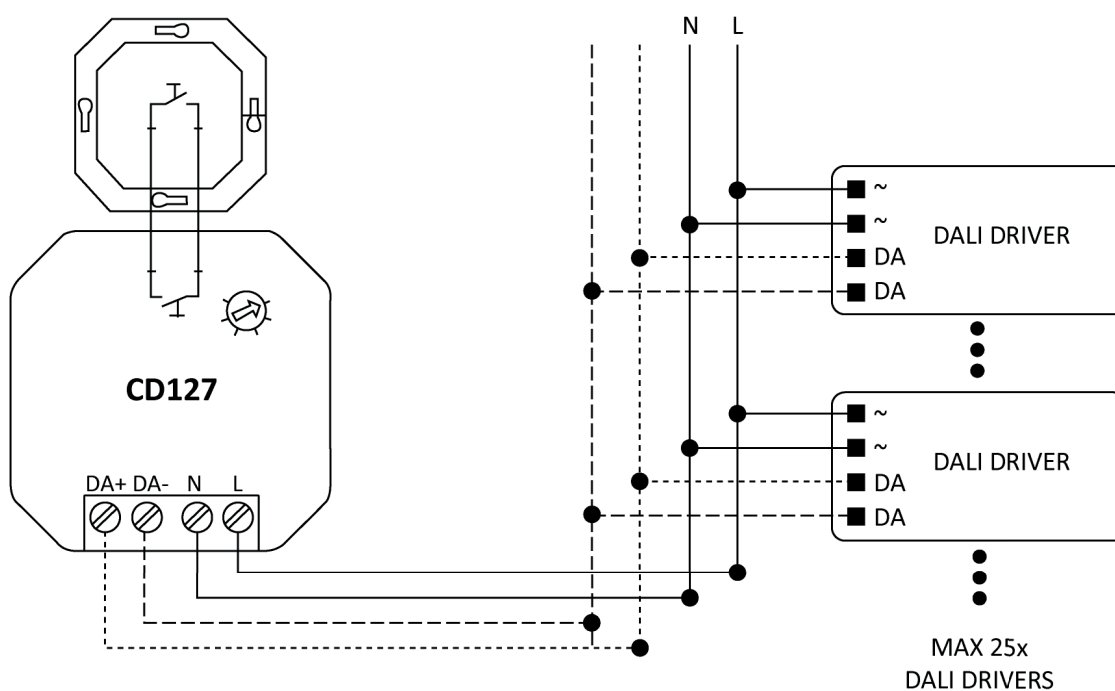 N L
~
~
DA
DA
DALI DRIVER
CD127
DA+ DA- N L
~
~
DA
DA
DALI DRIVER
MAX 25x
DALI DRIVERS